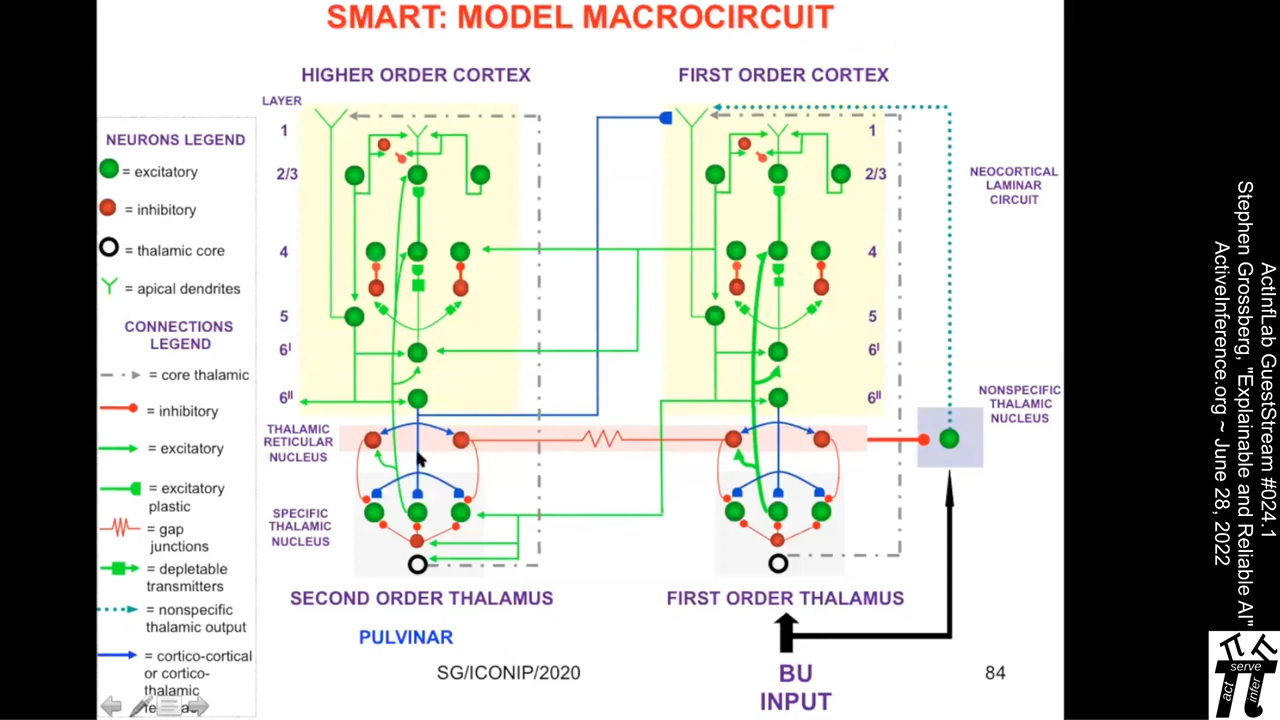 SMART: MODEL MACROCIRCUIT
HIGHER ORDER CORTEX
FIRST ORDER CORTEX
LAYER
1
2/3
4
5
6ᴵ
6ᴵᴵ
1
2/3
4
5
6ᴵ
6ᴵᴵ
NEURONS LEGEND
= excitatory
= inhibitory
= thalamic core
= apical dendrites
CONNECTIONS
LEGEND
= core thalamic
= inhibitory
= excitatory
= excitatory
plastic
= gap
junctions
= depletable
transmitters
= nonspecific
thalamic output
= cortico-cortical
or cortico-
thalamic
NEOCORTICAL
LAMINAR
CIRCUIT
NONSPECIFIC
THALAMIC
NUCLEUS
THALAMIC
RETICULAR
NUCLEUS
SPECIFIC
THALAMIC
NUCLEUS
SECOND ORDER THALAMUS
FIRST ORDER THALAMUS
PULVINAR
SG/ICONIP/2020
BU
INPUT
84
ActInfLab GuestStream #024.1
Stephen Grossberg, "Explainable and Reliable AI"
ActiveInference.org ~ June 28, 2022
serve
act
infer